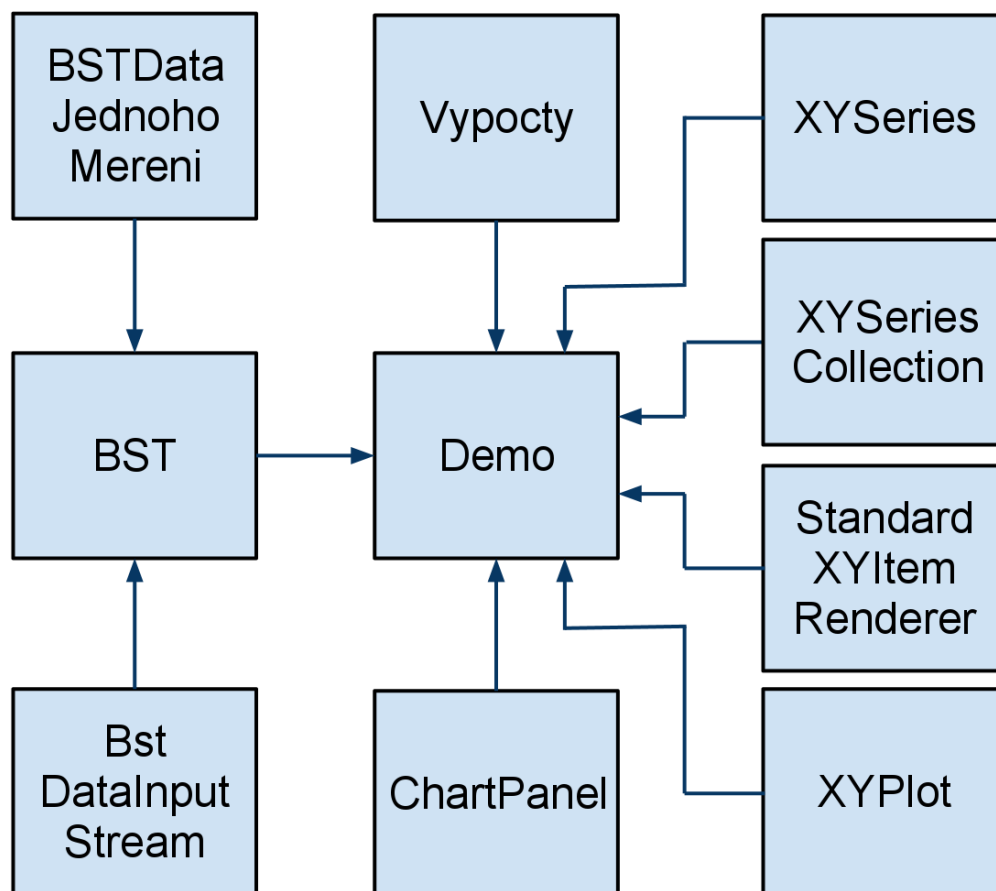 BSTData
Jednoho
Mereni
Vypocty
XYSeries
XYSeries
Collection
BST
Demo
Standard
XYItem
Renderer
Bst
DataInput
Stream
ChartPanel
XYPlot